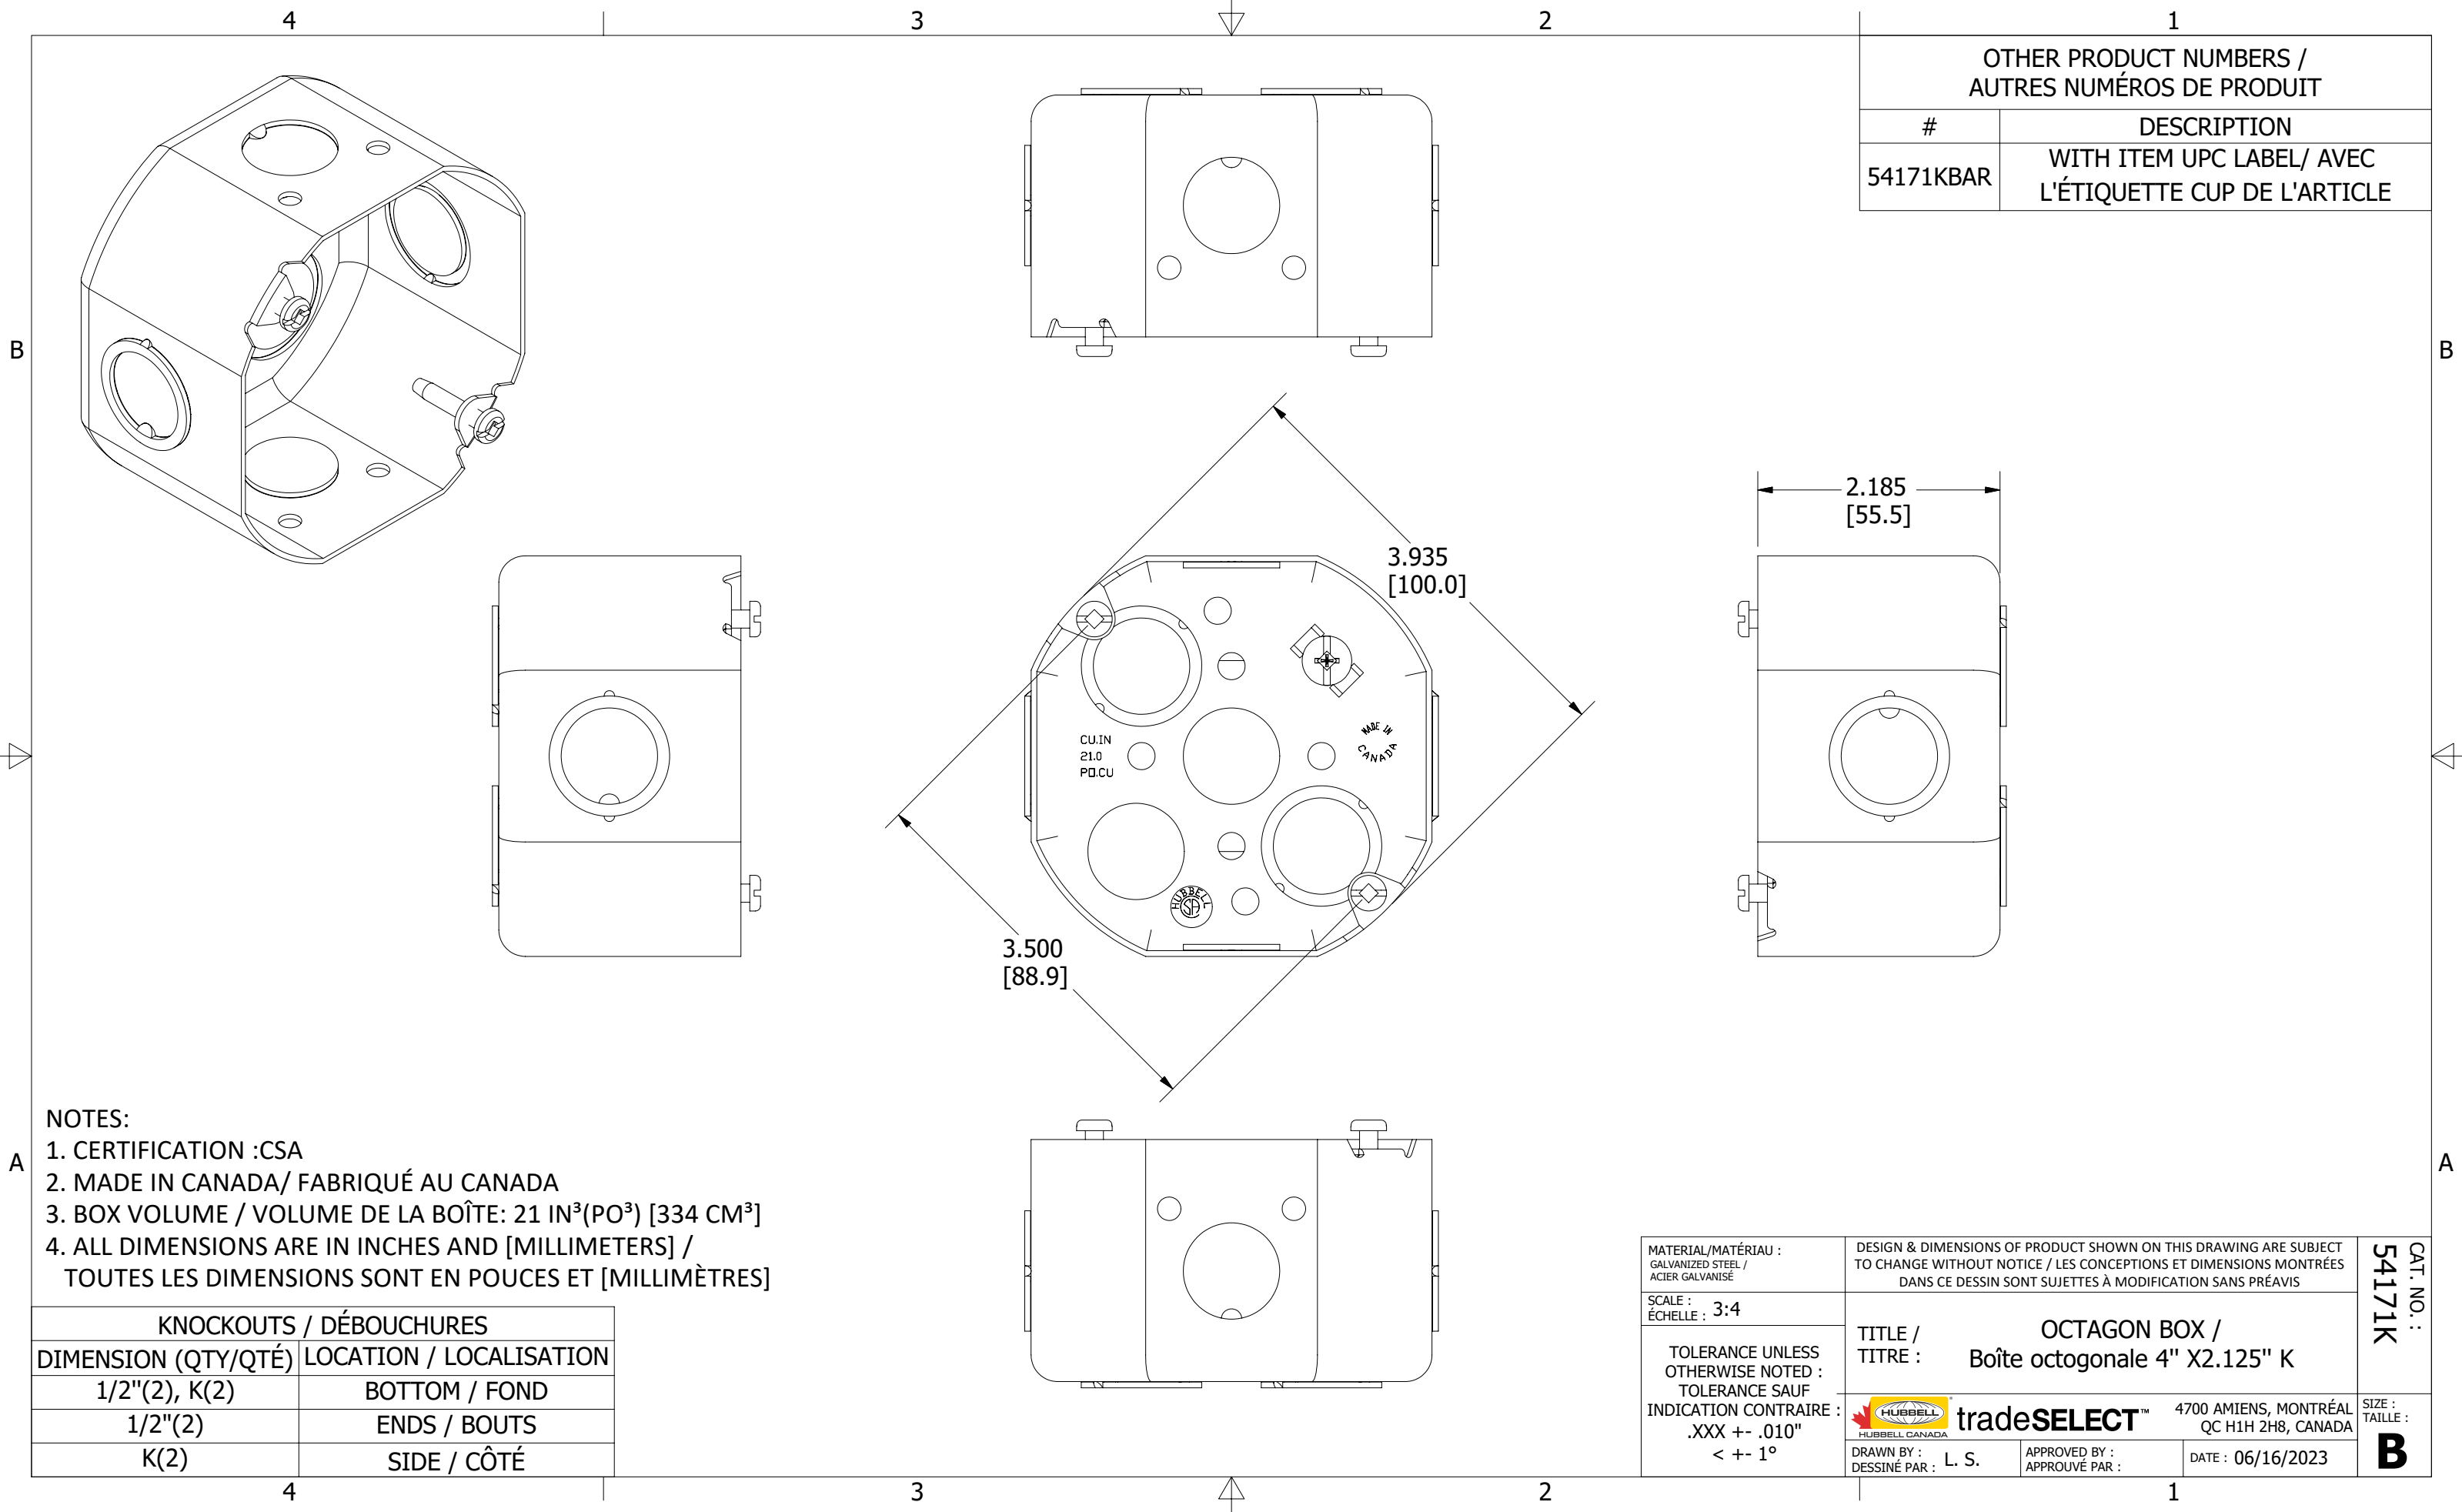 4
3
2
1
OTHER PRODUCT NUMBERS /
AUTRES NUMÉROS DE PRODUIT
# DESCRIPTION
54171KBAR
WITH ITEM UPC LABEL/ AVEC
L'ÉTIQUETTE CUP DE L'ARTICLE
B
B
2.185
[55.5]
3.935
[100.0]
CU.IN
21.0
PO.CU
MADE IN
CANADA
HUBBELL
SA
3.500
[88.9]
A
A
NOTES:
1. CERTIFICATION :CSA
2. MADE IN CANADA/ FABRIQUÉ AU CANADA
3. BOX VOLUME / VOLUME DE LA BOÎTE: 21 IN³(PO³) [334 CM³]
4. ALL DIMENSIONS ARE IN INCHES AND [MILLIMETERS] /
TOUTES LES DIMENSIONS SONT EN POUCES ET [MILLIMÈTRES]
KNOCKOUTS / DÉBOUCHURES
DIMENSION (QTY/QTÉ) LOCATION / LOCALISATION
1/2"(2), K(2) BOTTOM / FOND
1/2"(2) ENDS / BOUTS
K(2) SIDE / CÔTÉ
MATERIAL/MATÉRIAU :
GALVANIZED STEEL /
ACIER GALVANISÉ
SCALE :
ÉCHELLE : 3:4
TOLERANCE UNLESS
OTHERWISE NOTED :
TOLERANCE SAUF
INDICATION CONTRAIRE :
.XXX +- .010"
< +- 1°
DESIGN & DIMENSIONS OF PRODUCT SHOWN ON THIS DRAWING ARE SUBJECT
TO CHANGE WITHOUT NOTICE / LES CONCEPTIONS ET DIMENSIONS MONTRÉES
DANS CE DESSIN SONT SUJETTES À MODIFICATION SANS PRÉAVIS
TITLE /
TITRE :
OCTAGON BOX /
Boîte octogonale 4" X2.125" K
HUBBELL
HUBBELL CANADA
tradeSELECT™
4700 AMIENS, MONTRÉAL
QC H1H 2H8, CANADA
DRAWN BY :
DESSINÉ PAR : L. S.
APPROVED BY :
APPROUVÉ PAR :
DATE : 06/16/2023
CAT. NO. :
54171K
SIZE :
TAILLE :
B
4
3
2
1